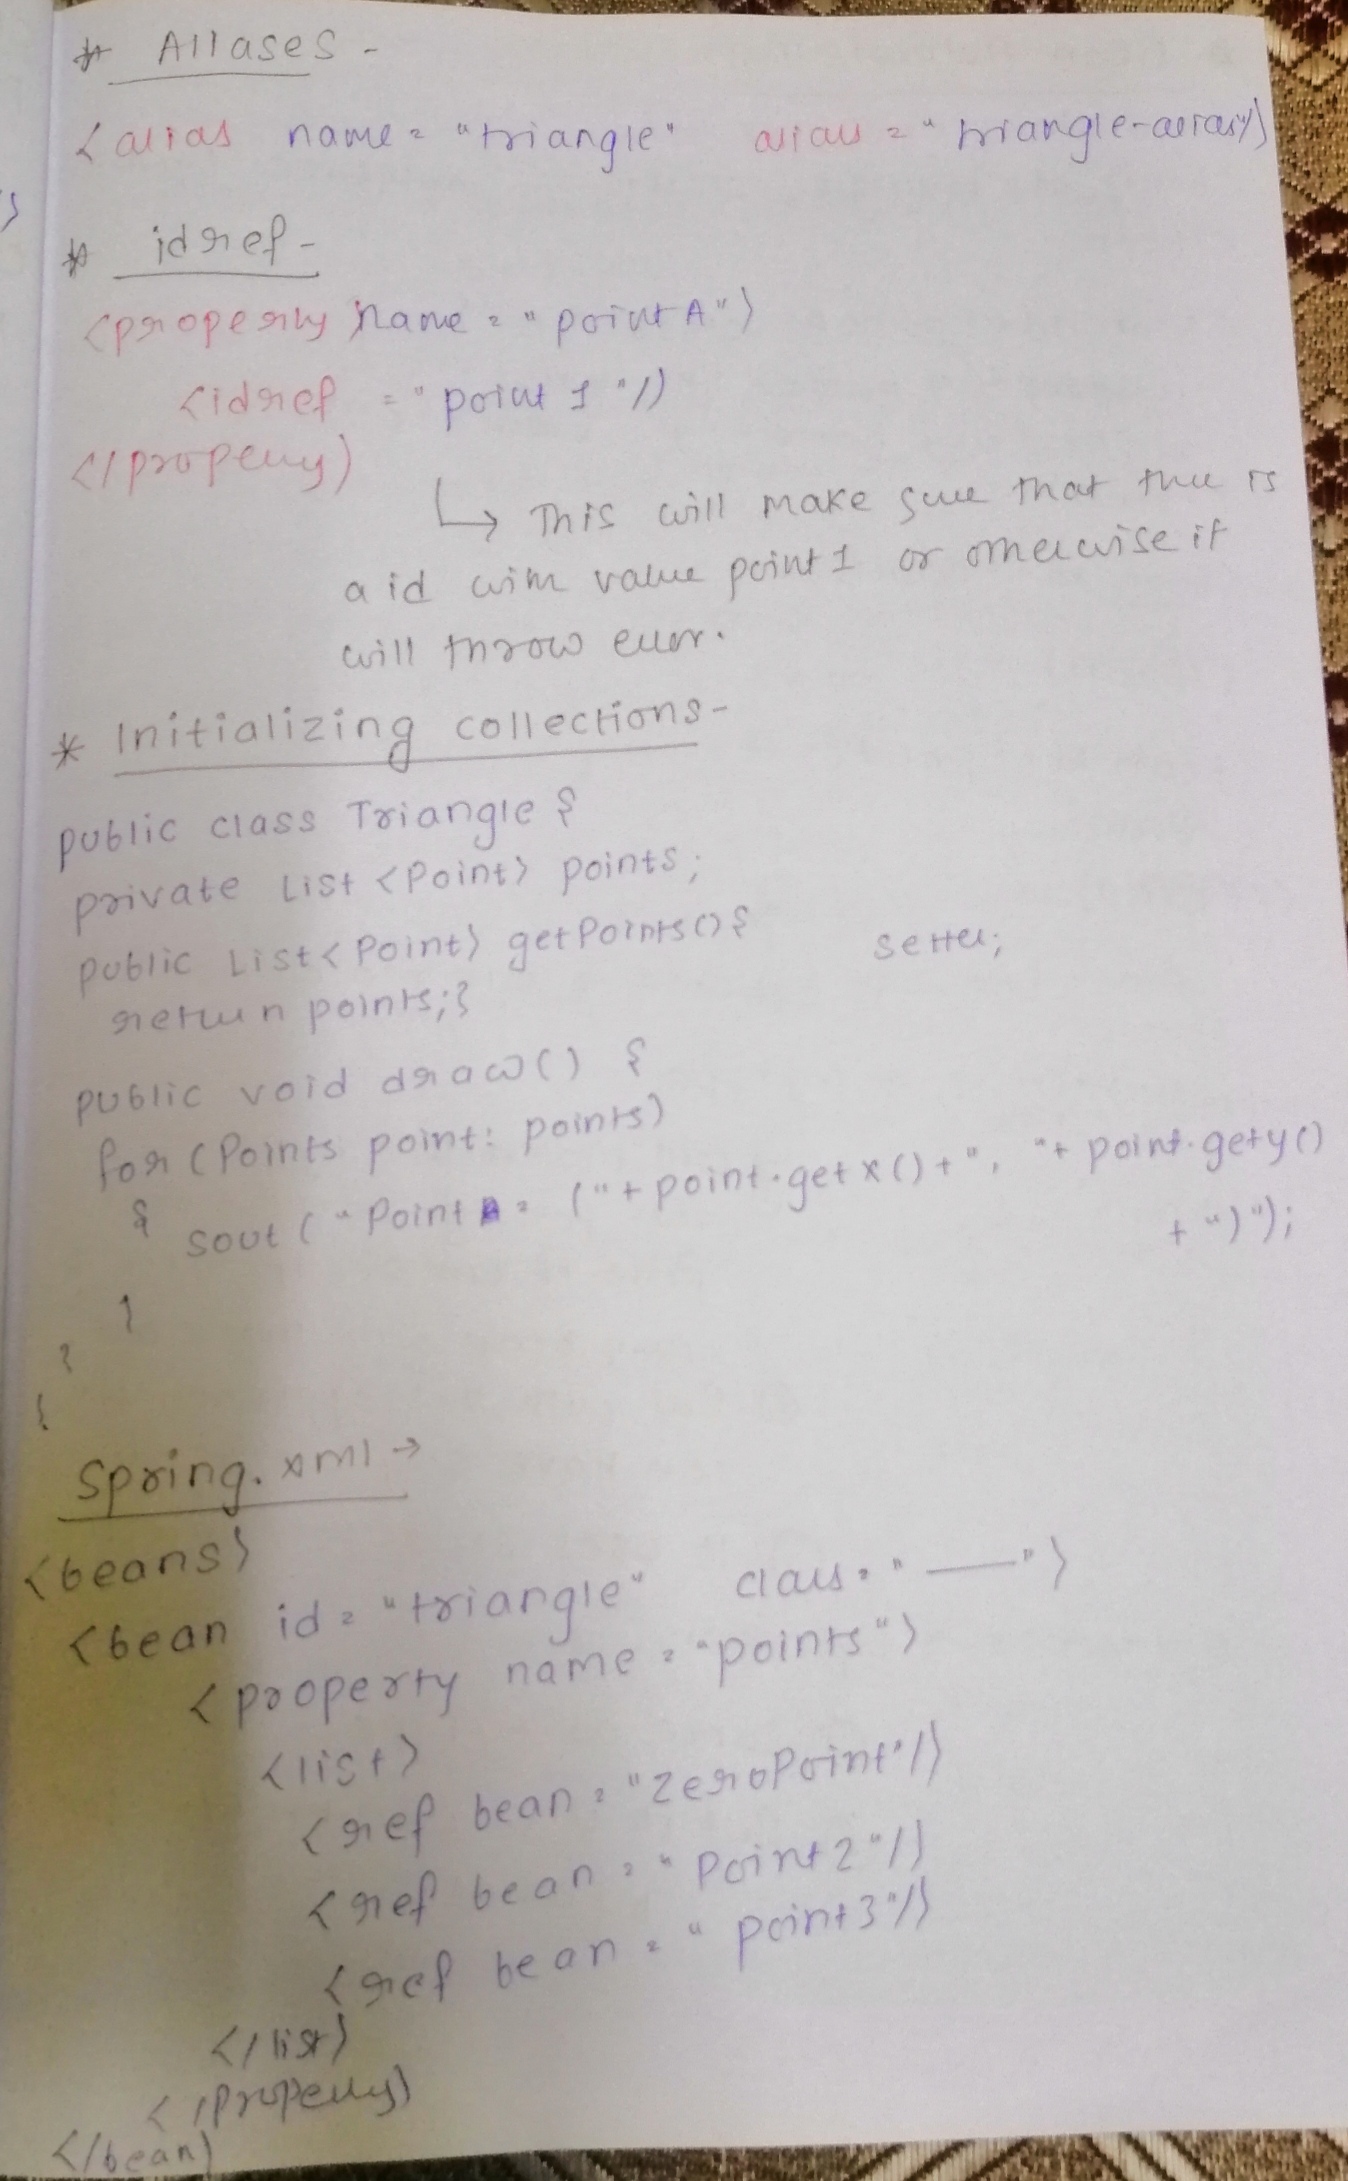 * Aliases -
<alias name = "triangle" alias = "triangle-array>
* idref -
<property name = "pointA">
<idref = "point 1"/>
</property>
↳ This will make sure that there is
a id with value point 1 or otherwise it
will throw error.
* Initializing collections -
public class Triangle {
private List <Point> points;
public List<Point> getPoints() { setter;
return points;}
public void draw() {
for (Points point: points)
{ sout ("Point = (" + point.getx() + ", " + point.gety()
+ ")");
}
}
}
Spring.xml →
<beans>
<bean id = "triangle" class = "——">
<property name = "points">
<list>
<ref bean = "zeroPoint"/>
<ref bean = "Point2"/>
<ref bean = "point3"/>
</list>
</property>
</bean>